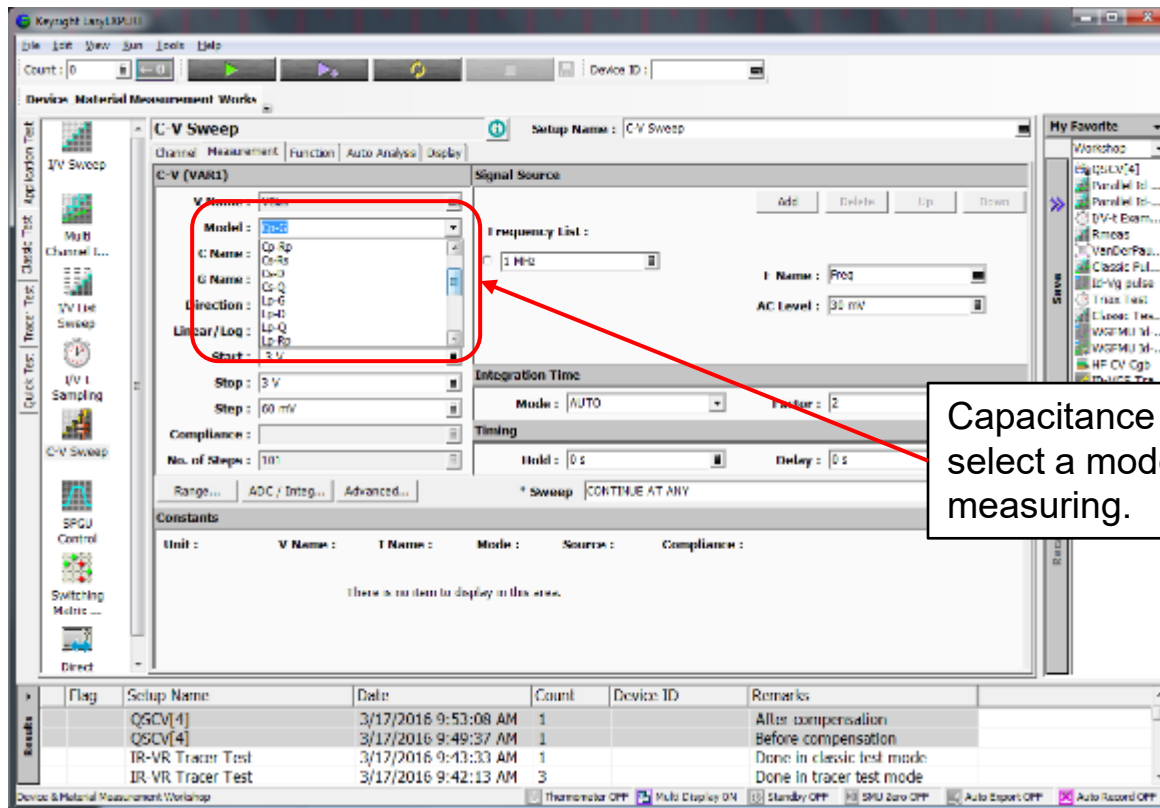 Keysight EasyEXPERT
File Edit View Run Tools Help
Count : 0 Device ID :
Device Material Measurement Works
Application Test
Classic Test
Tracer Test
Quick Test
I/V Sweep
Multi
Channel I...
I/V List
Sweep
I/V t
Sampling
C-V Sweep
SPGU
Control
Switching
Matrix ...
Direct
C-V Sweep
Setup Name : C-V Sweep
Channel Measurement Function Auto Analysis Display
C-V (VAR1)
V Name :
Model : Cp-G
Cp-Rp
Cs-Rs
Cs-D
Cs-Q
Lp-G
Lp-D
Lp-Q
Lp-Rp
C Name :
G Name :
Direction :
Linear/Log :
Start : -3 V
Stop : 3 V
Step : 60 mV
Compliance :
No. of Steps : 101
Signal Source
Add Delete Up Down
Frequency List :
1 MHz
F Name : Freq
AC Level : 30 mV
Integration Time
Mode : AUTO Factor : 2
Timing
Hold : 0 s Delay : 0 s
Range... ADC / Integ... Advanced... * Sweep CONTINUE AT ANY
Constants
Unit : V Name : I Name : Mode : Source : Compliance :
There is no item to display in this area.
My Favorite
Workshop
QSCV[4]
Parallel Id ...
Parallel Id-...
I/V-t Exam...
Rmeas
VanDerPau...
Classic Pul...
Id-Vg pulse
Triax Test
Classic Tes...
WGFMU Id-...
WGFMU Id-...
HF CV Cgb
Save
Capacitance
select a mod
measuring.
Results
Flag Setup Name Date Count Device ID Remarks
QSCV[4] 3/17/2016 9:53:08 AM 1 After compensation
QSCV[4] 3/17/2016 9:49:37 AM 1 Before compensation
IR-VR Tracer Test 3/17/2016 9:43:33 AM 1 Done in classic test mode
IR-VR Tracer Test 3/17/2016 9:42:13 AM 3 Done in tracer test mode
Device & Material Measurement Workshop Thermometer OFF Multi Display ON Standby OFF SMU Zero OFF Auto Export OFF Auto Record OFF